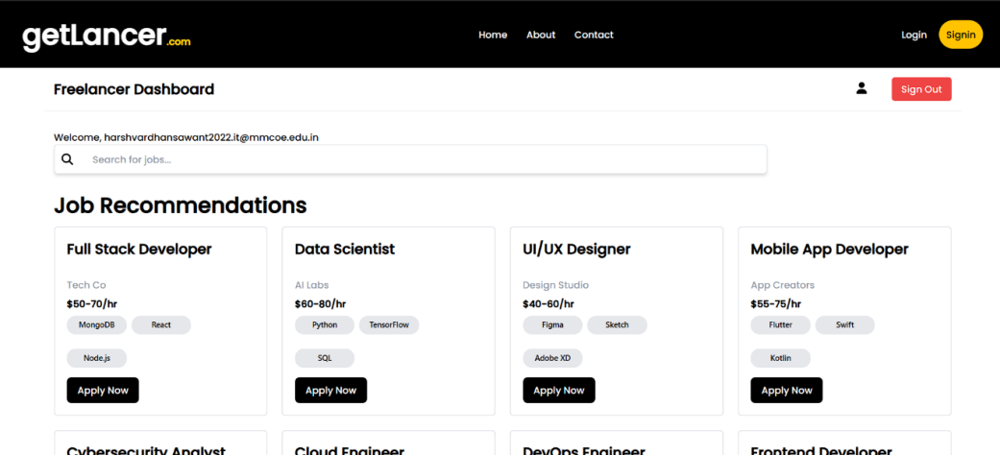 getLancer.com
Home About Contact
Login Signin
Freelancer Dashboard
Sign Out
Welcome, harshvardhansawant2022.it@mmcoe.edu.in
Search for jobs...
Job Recommendations
Full Stack Developer
Tech Co
$50-70/hr
MongoDB React
Node.js
Apply Now
Data Scientist
AI Labs
$60-80/hr
Python TensorFlow
SQL
Apply Now
UI/UX Designer
Design Studio
$40-60/hr
Figma Sketch
Adobe XD
Apply Now
Mobile App Developer
App Creators
$55-75/hr
Flutter Swift
Kotlin
Apply Now
Cybersecurity Analyst
Cloud Engineer
DevOps Engineer
Frontend Developer